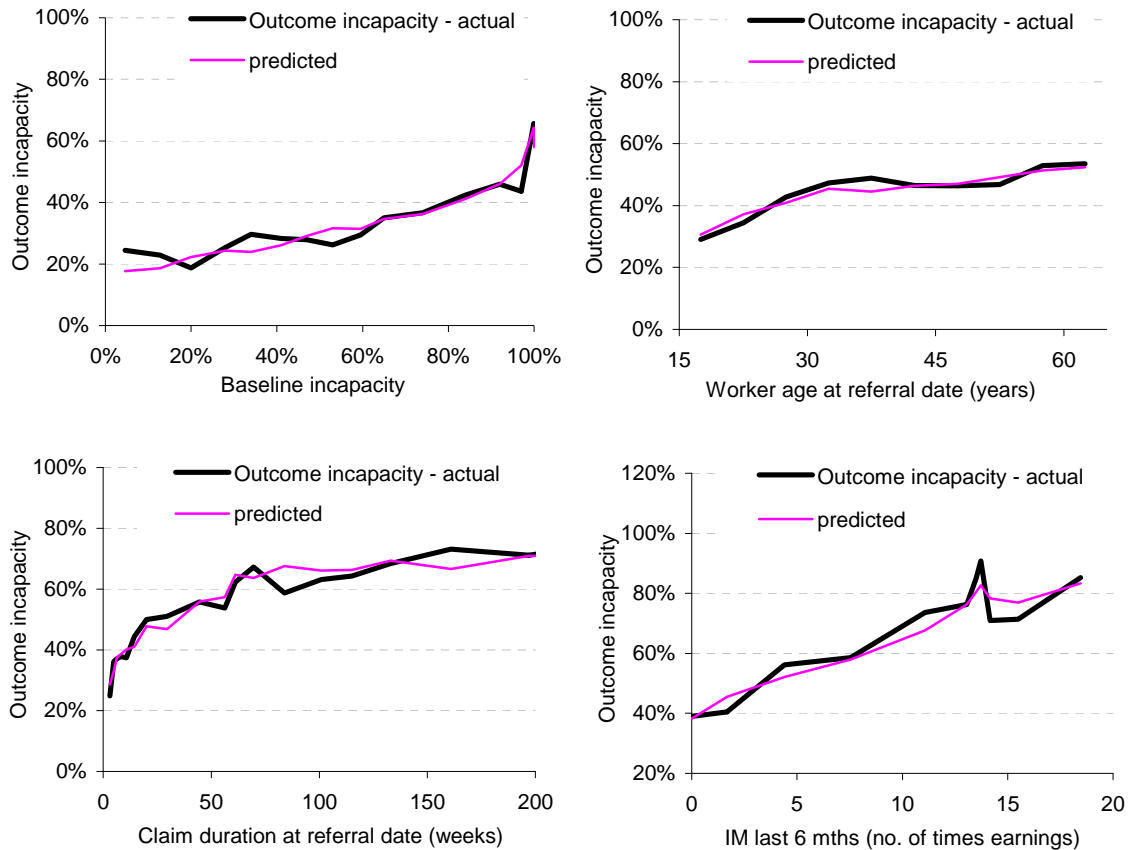 Outcome incapacity - actual
predicted
Outcome incapacity
100%
80%
60%
40%
20%
0%
0%
20%
40%
60%
80%
100%
Baseline incapacity
Outcome incapacity - actual
predicted
Outcome incapacity
100%
80%
60%
40%
20%
0%
15
30
45
60
Worker age at referral date (years)
Outcome incapacity - actual
predicted
Outcome incapacity
100%
80%
60%
40%
20%
0%
0
50
100
150
200
Claim duration at referral date (weeks)
Outcome incapacity - actual
predicted
Outcome incapacity
120%
100%
80%
60%
40%
20%
0
5
10
15
20
IM last 6 mths (no. of times earnings)